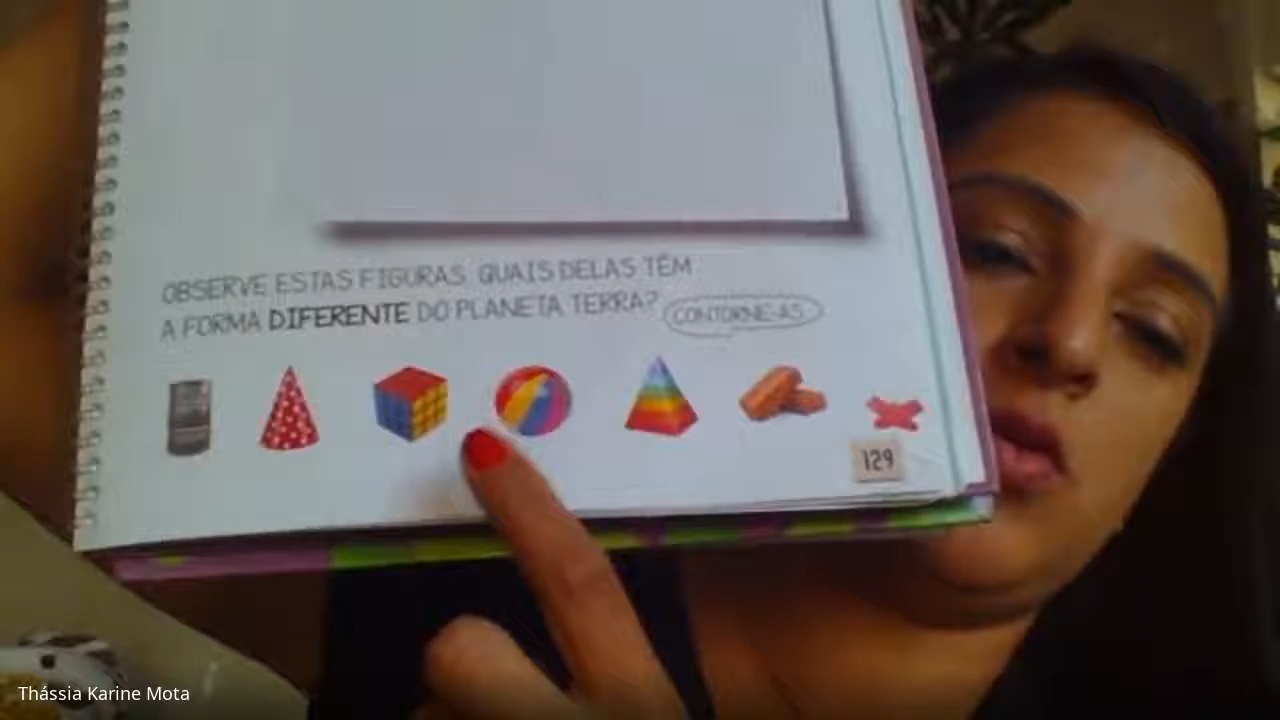 OBSERVE ESTAS FIGURAS. QUAIS DELAS TÊM
A FORMA DIFERENTE DO PLANETA TERRA? CONTORNE-AS.
129
Thássia Karine Mota